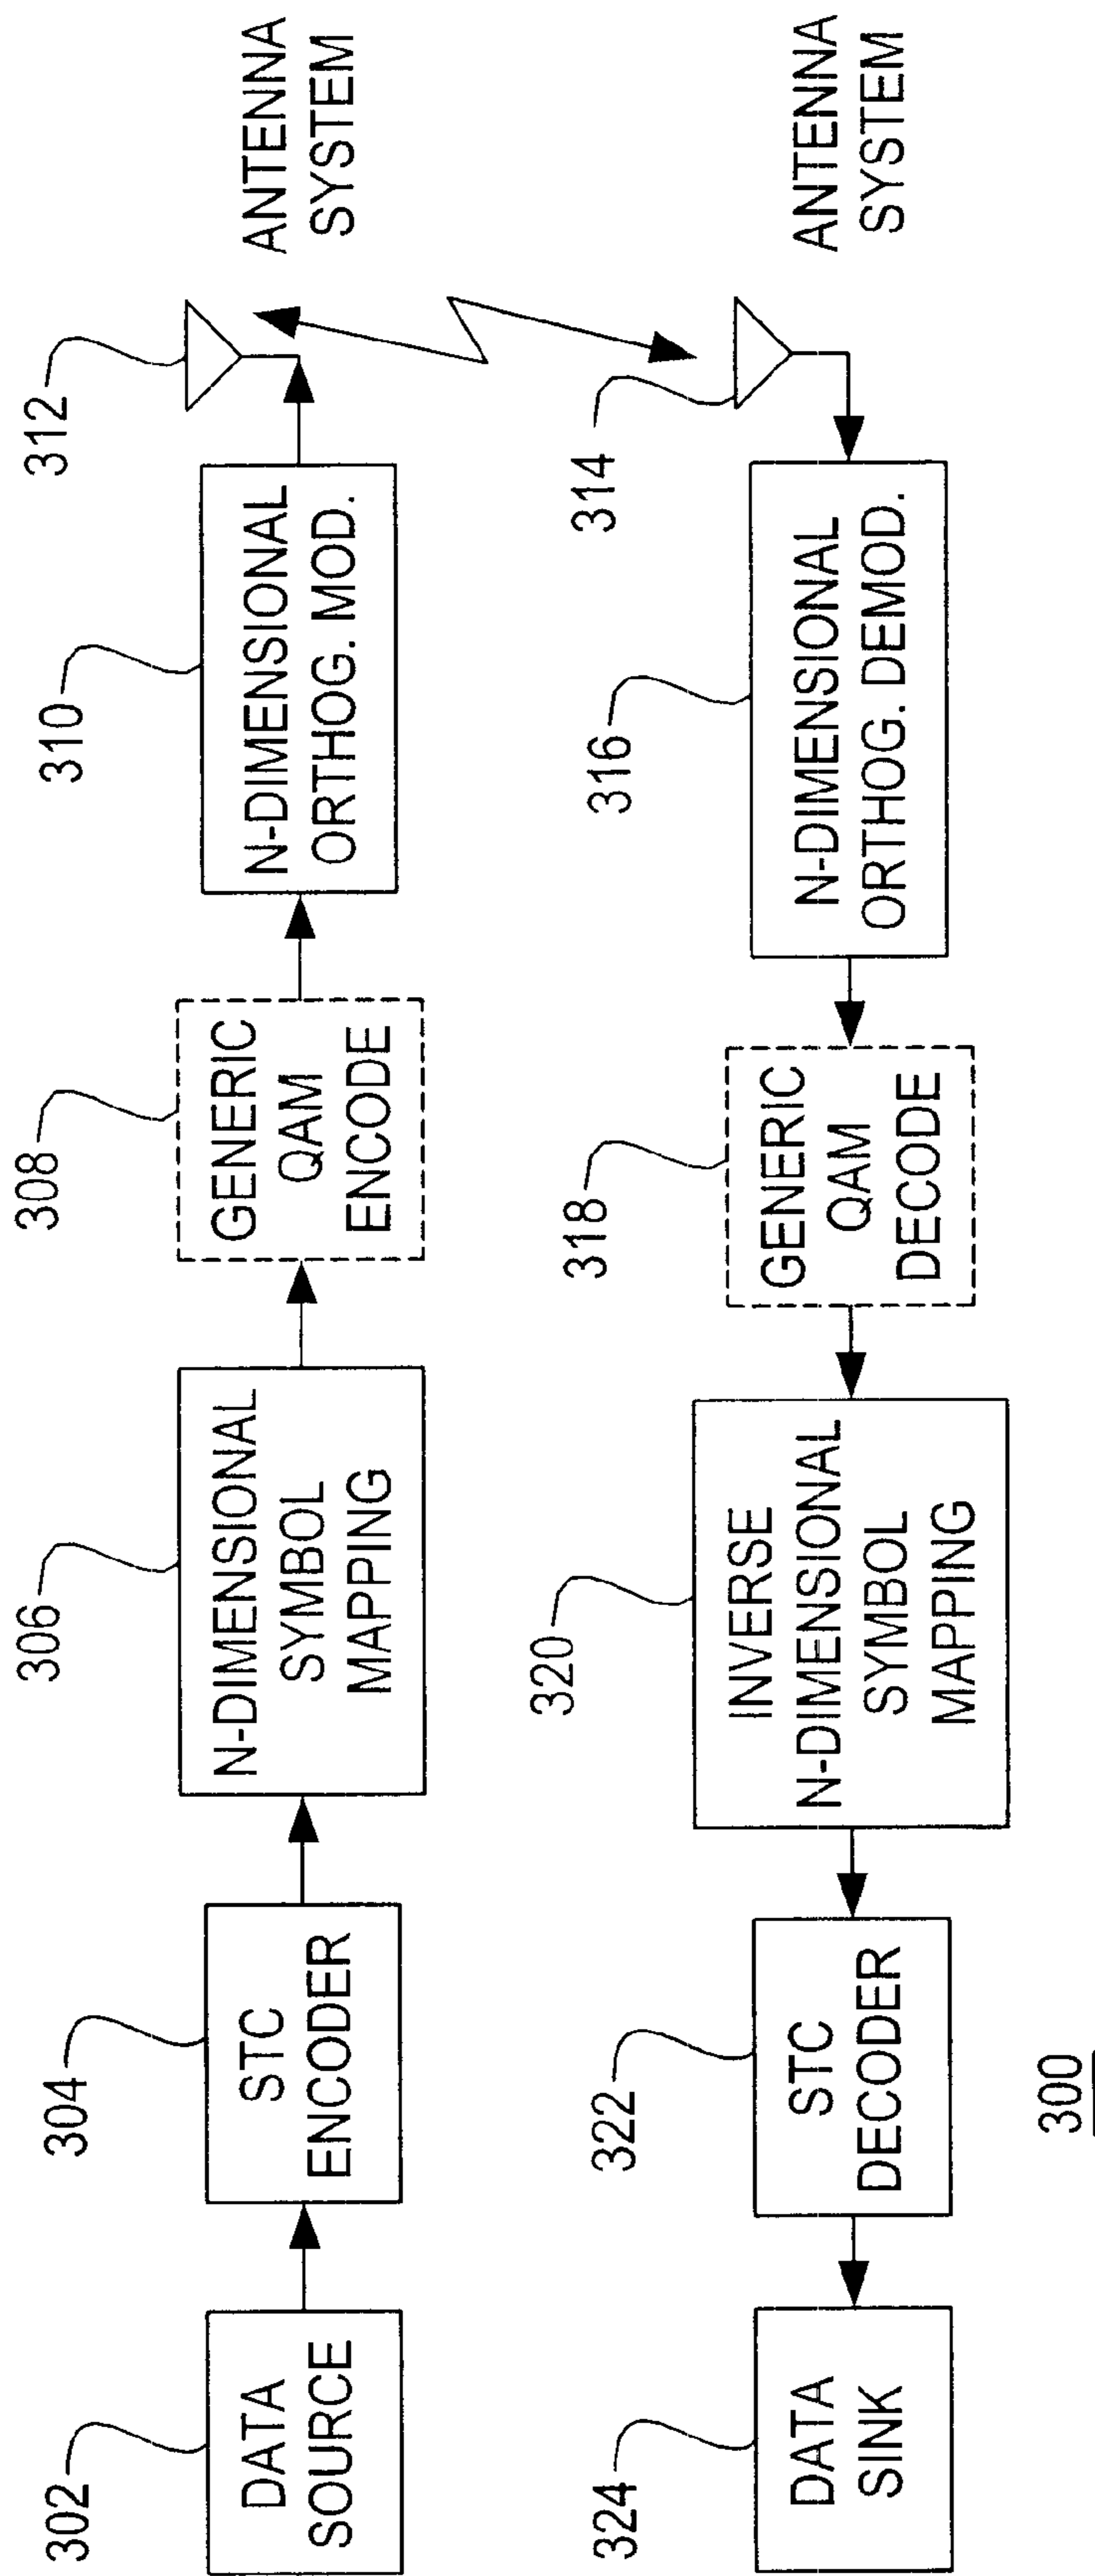 302
DATA
SOURCE
304
STC
ENCODER
306
N-DIMENSIONAL
SYMBOL
MAPPING
308
GENERIC
QAM
ENCODE
310
N-DIMENSIONAL
ORTHOG. MOD.
312
ANTENNA
SYSTEM
324
DATA
SINK
322
STC
DECODER
320
INVERSE
N-DIMENSIONAL
SYMBOL
MAPPING
318
GENERIC
QAM
DECODE
316
N-DIMENSIONAL
ORTHOG. DEMOD.
314
ANTENNA
SYSTEM
300